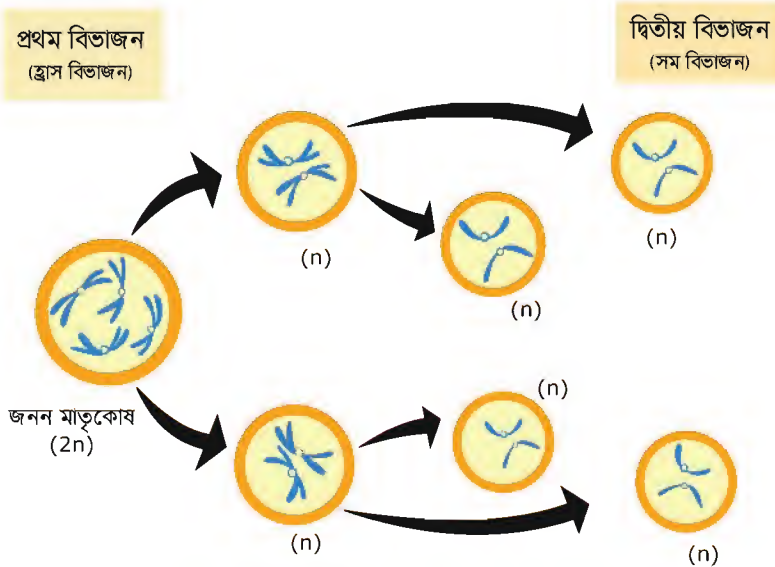 প্রথম বিভাজন
(হ্রাস বিভাজন)
দ্বিতীয় বিভাজন
(সম বিভাজন)
(n)
(n)
(n)
জনন মাতৃকোষ
(2n)
(n)
(n)
(n)